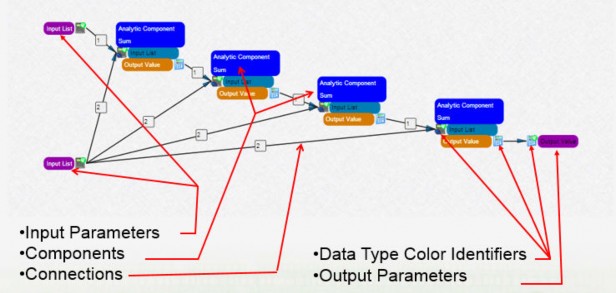 Input List
1
Analytic Component
Sum
Input List
Output Value
1
Analytic Component
Sum
Input List
Output Value
Analytic Component
Sum
Input List
Output Value
1
Analytic Component
Sum
Input List
Output Value
Output Value
2
2
2
2
Input List
•Input Parameters
•Components
•Connections
•Data Type Color Identifiers
•Output Parameters